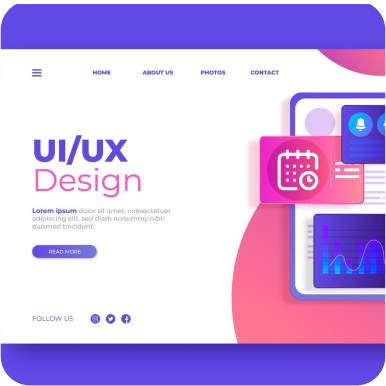 HOME ABOUT US PHOTOS CONTACT
UI/UX
Design
Lorem ipsum dolor sit amet, consectetuer
adipiscing elit, sed diam nonummy nibh
euismod tincidunt.
READ MORE
FOLLOW US